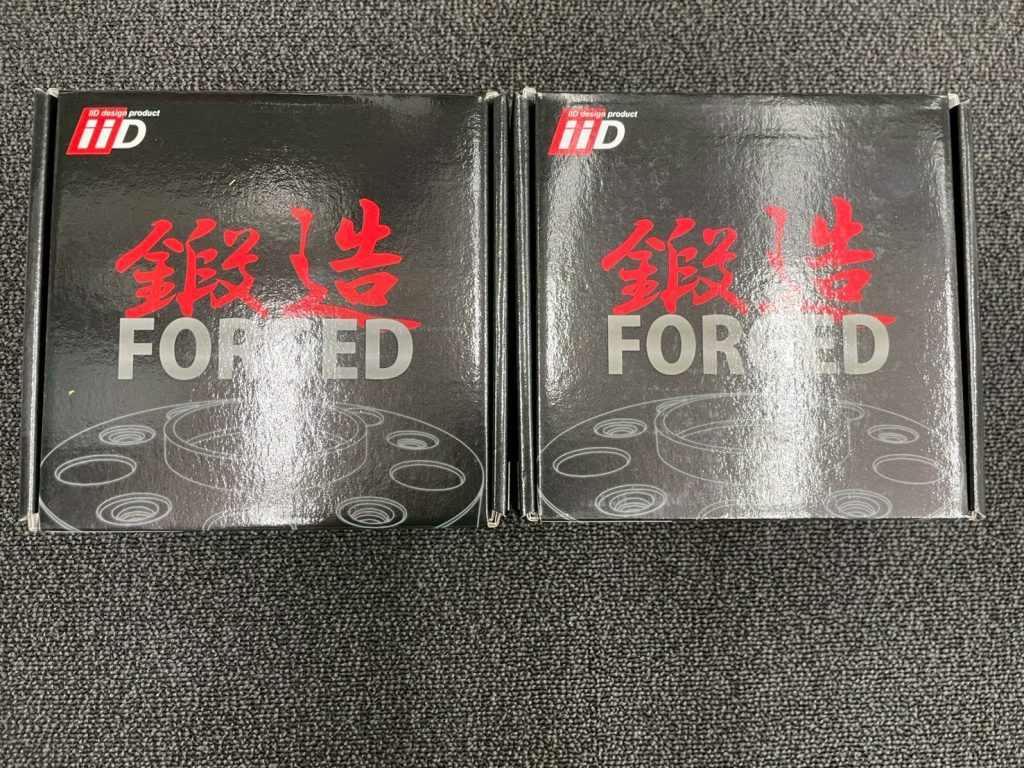 iiD design product
iiD
鍛造
FORGED
iiD design product
iiD
鍛造
FORGED